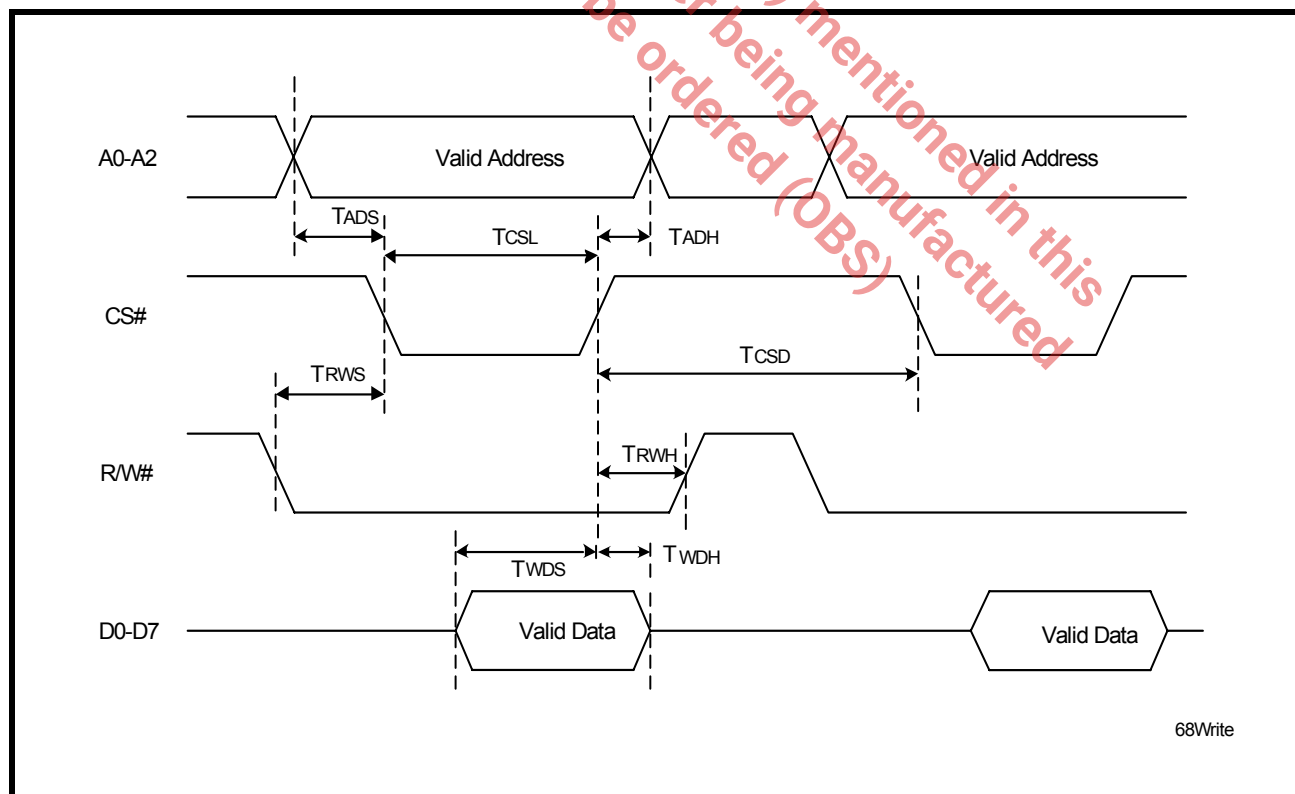 A0-A2
Valid Address
Valid Address
TADS
TCSL
TADH
CS#
TCSD
TRWS
R/W#
TRWH
TWDS
TWDH
D0-D7
Valid Data
Valid Data
68Write
mentioned in this
being manufactured
be ordered (OBS)